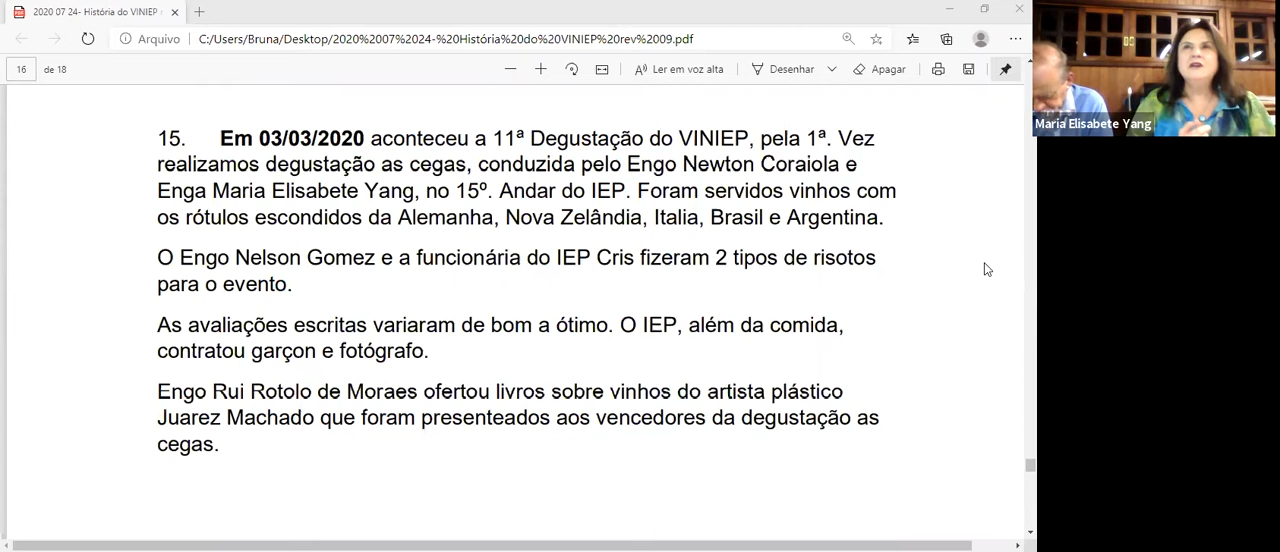 2020 07 24- História do VINIEP r
Arquivo C:/Users/Bruna/Desktop/2020%2007%2024-%20História%20do%20VINIEP%20rev%2009.pdf
16 de 18 Ler em voz alta Desenhar Apagar
Maria Elisabete Yang
15. Em 03/03/2020 aconteceu a 11ª Degustação do VINIEP, pela 1ª. Vez
realizamos degustação as cegas, conduzida pelo Engo Newton Coraiola e
Enga Maria Elisabete Yang, no 15º. Andar do IEP. Foram servidos vinhos com
os rótulos escondidos da Alemanha, Nova Zelândia, Italia, Brasil e Argentina.
O Engo Nelson Gomez e a funcionária do IEP Cris fizeram 2 tipos de risotos
para o evento.
As avaliações escritas variaram de bom a ótimo. O IEP, além da comida,
contratou garçon e fotógrafo.
Engo Rui Rotolo de Moraes ofertou livros sobre vinhos do artista plástico
Juarez Machado que foram presenteados aos vencedores da degustação as
cegas.